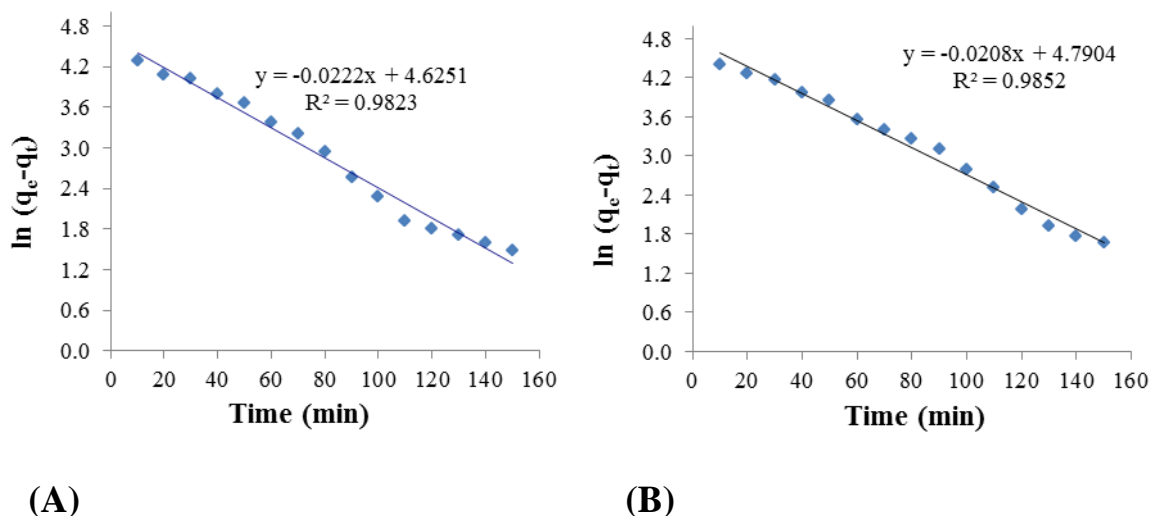 4.8
4.2
3.6
3.0
2.4
1.8
1.2
0.6
0.0
ln (qₑ-qₜ)
y = -0.0222x + 4.6251
R² = 0.9823
0 20 40 60 80 100 120 140 160
Time (min)
(A)
4.8
4.2
3.6
3.0
2.4
1.8
1.2
0.6
0.0
ln (qₑ-qₜ)
y = -0.0208x + 4.7904
R² = 0.9852
0 20 40 60 80 100 120 140 160
Time (min)
(B)